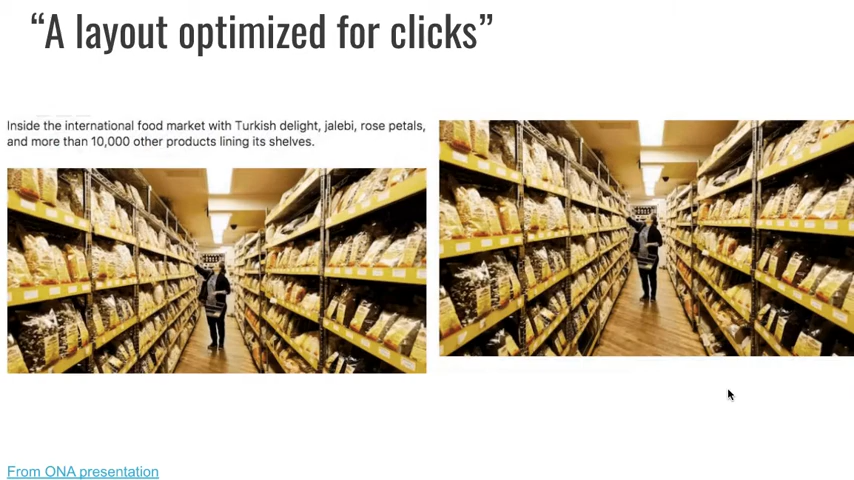 “A layout optimized for clicks”
Inside the international food market with Turkish delight, jalebi, rose petals,
and more than 10,000 other products lining its shelves.
From ONA presentation